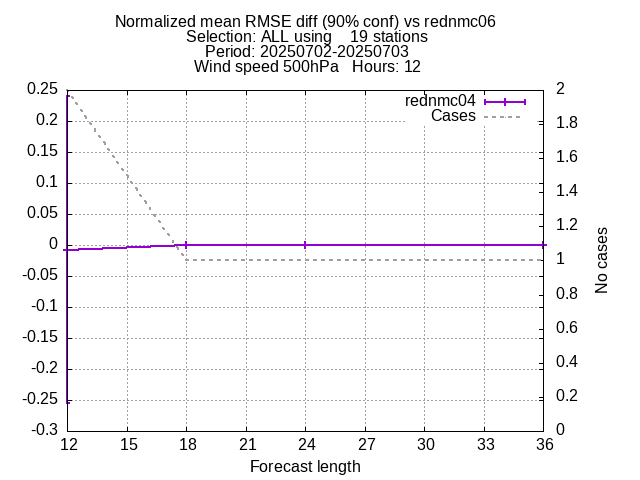 Normalized mean RMSE diff (90% conf) vs rednmc06
Selection: ALL using    19 stations
Period: 20250702-20250703
Wind speed 500hPa   Hours: 12
rednmc04
Cases
0.25
0.2
0.15
0.1
0.05
0
-0.05
-0.1
-0.15
-0.2
-0.25
-0.3
2
1.8
1.6
1.4
1.2
1
0.8
0.6
0.4
0.2
0
No cases
12 15 18 21 24 27 30 33 36
Forecast length